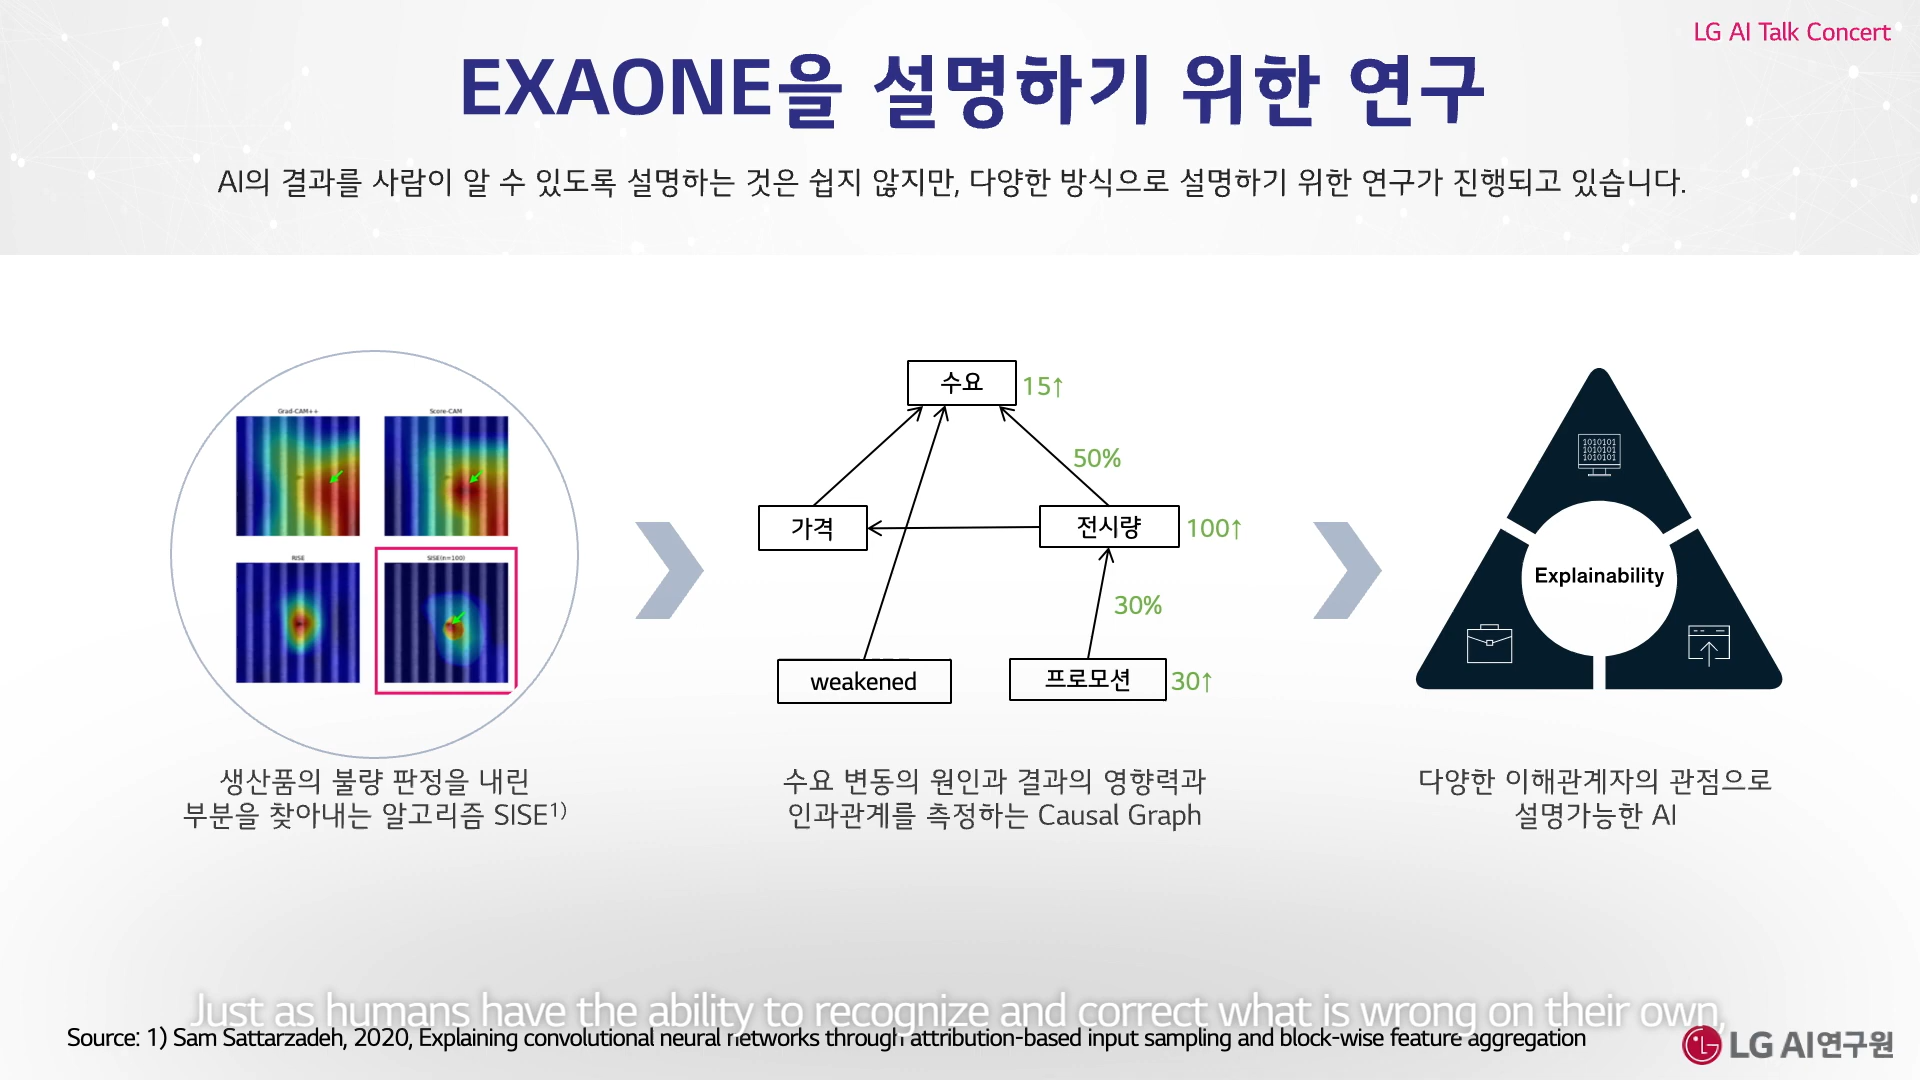 LG AI Talk Concert
EXAONE을 설명하기 위한 연구
AI의 결과를 사람이 알 수 있도록 설명하는 것은 쉽지 않지만, 다양한 방식으로 설명하기 위한 연구가 진행되고 있습니다.
Grad-CAM++
Score-CAM
RISE
SISE(n=100)
생산품의 불량 판정을 내린
부분을 찾아내는 알고리즘 SISE1)
수요
15↑
50%
가격
전시량
100↑
30%
weakened
프로모션
30↑
수요 변동의 원인과 결과의 영향력과
인과관계를 측정하는 Causal Graph
1010101
1010101
1010101
Explainability
다양한 이해관계자의 관점으로
설명가능한 AI
Just as humans have the ability to recognize and correct what is wrong on their own,
Source: 1) Sam Sattarzadeh, 2020, Explaining convolutional neural networks through attribution-based input sampling and block-wise feature aggregation
LG AI연구원